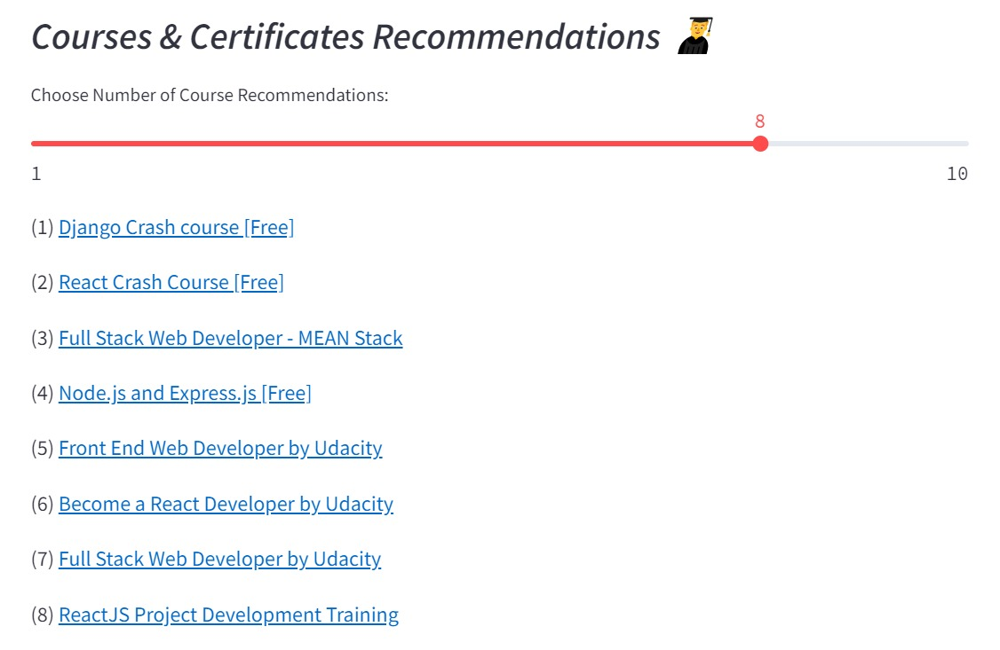 Courses & Certificates Recommendations 👨‍🎓
Choose Number of Course Recommendations:
8
1 10
(1) Django Crash course [Free]
(2) React Crash Course [Free]
(3) Full Stack Web Developer - MEAN Stack
(4) Node.js and Express.js [Free]
(5) Front End Web Developer by Udacity
(6) Become a React Developer by Udacity
(7) Full Stack Web Developer by Udacity
(8) ReactJS Project Development Training